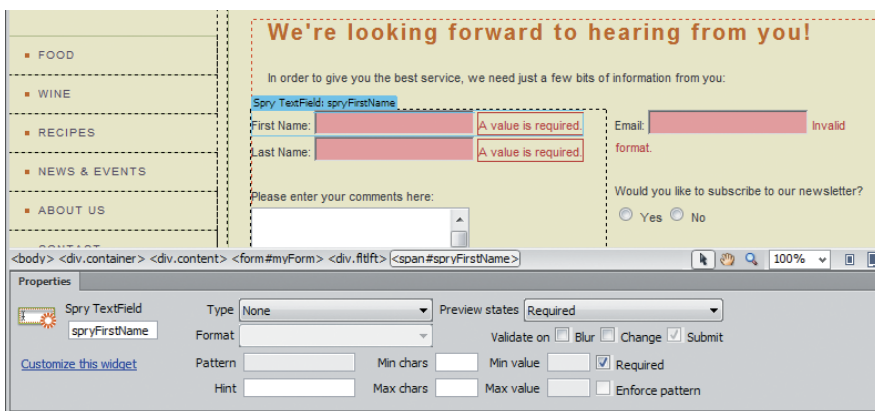 We're looking forward to hearing from you!
FOOD
WINE
RECIPES
NEWS & EVENTS
ABOUT US
CONTACT
In order to give you the best service, we need just a few bits of information from you:
Spry TextField: spryFirstName
First Name: A value is required.
Last Name: A value is required.
Email: Invalid
format.
Please enter your comments here:
Would you like to subscribe to our newsletter?
Yes No
<body> <div.container> <div.content> <form#myForm> <div.fltlft> <span#spryFirstName>
100%
Properties
Spry TextField Type None Preview states Required
spryFirstName Format Validate on Blur Change Submit
Customize this widget Pattern Min chars Min value Required
Hint Max chars Max value Enforce pattern